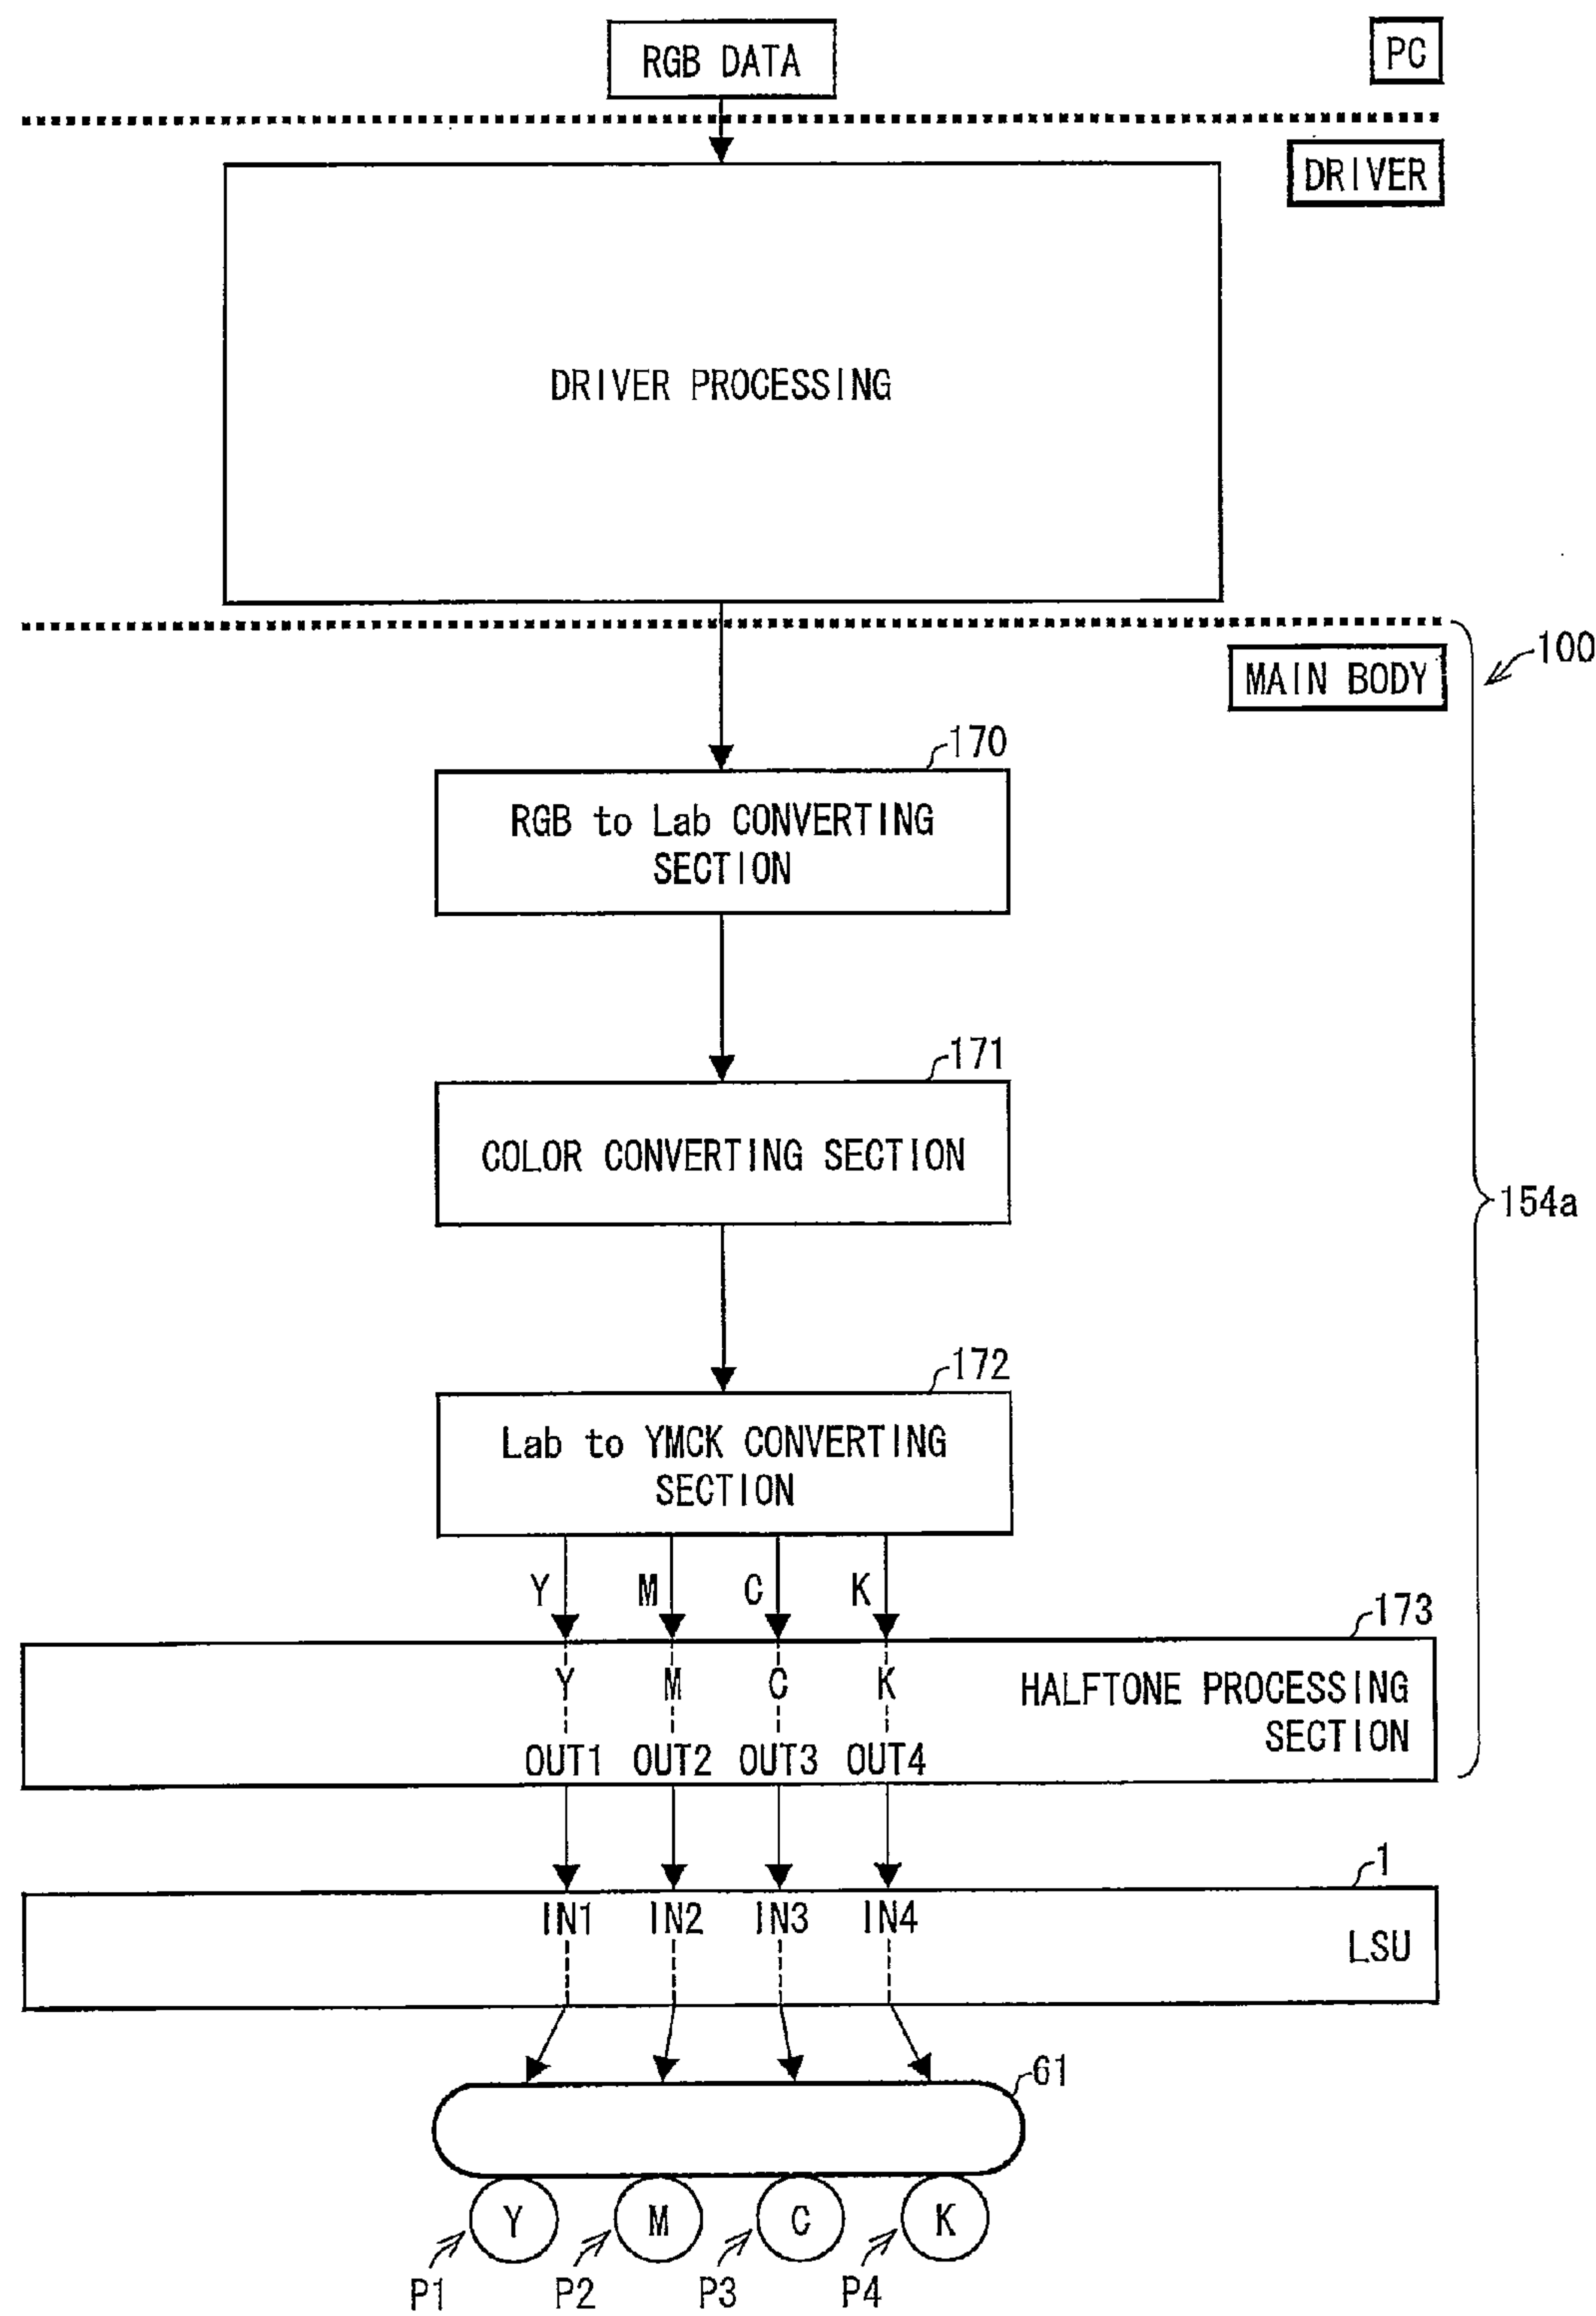 RGB DATA
PC
DRIVER
DRIVER PROCESSING
100
MAIN BODY
170
RGB to Lab CONVERTING
SECTION
171
COLOR CONVERTING SECTION
154a
172
Lab to YMCK CONVERTING
SECTION
Y M C K
173
Y M C K
HALFTONE PROCESSING
SECTION
OUT1 OUT2 OUT3 OUT4
1
IN1 IN2 IN3 IN4
LSU
61
Y M C K
P1 P2 P3 P4